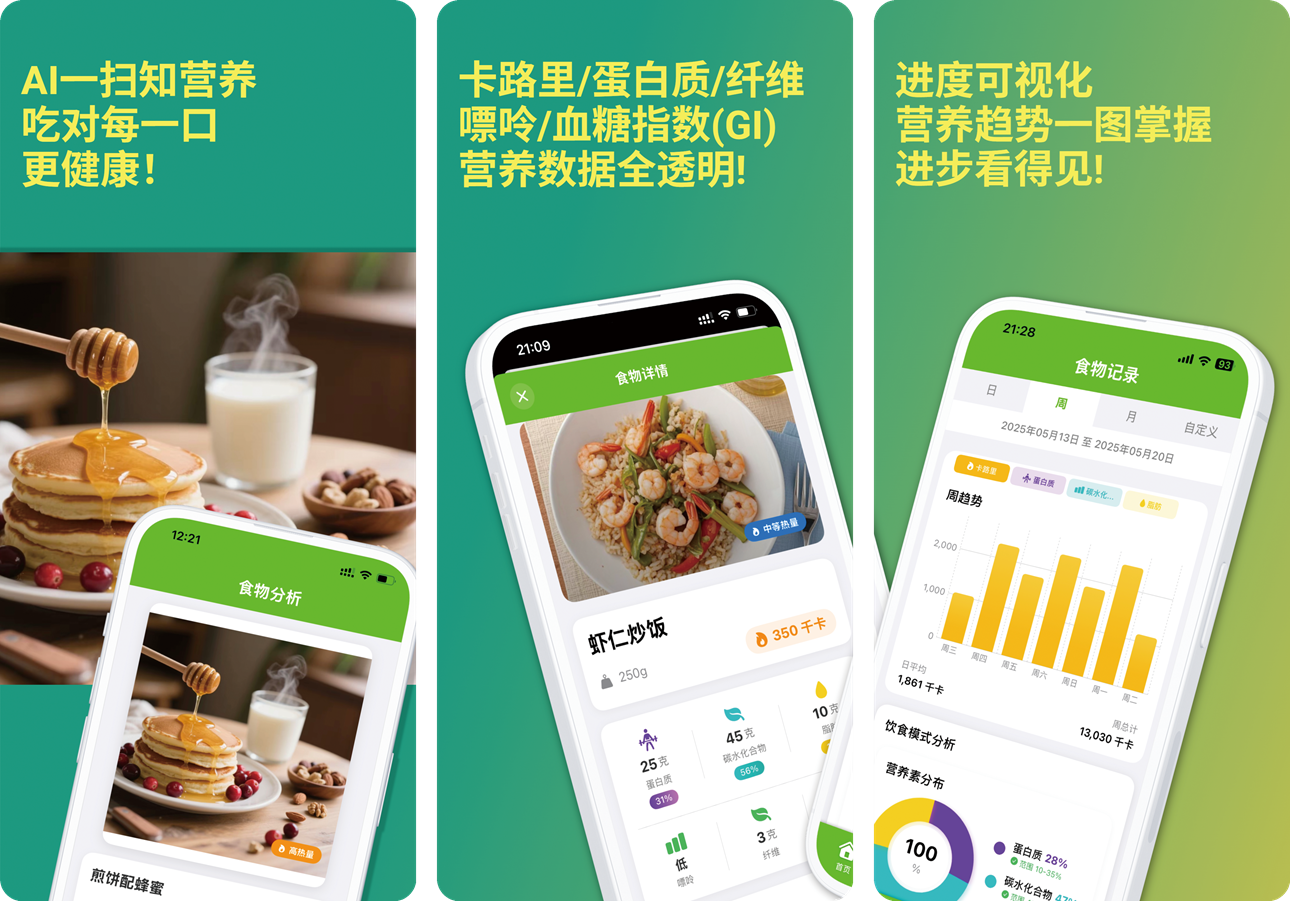 AI一扫知营养
吃对每一口
更健康!
12:21
食物分析
高热量
煎饼配蜂蜜
卡路里/蛋白质/纤维
嘌呤/血糖指数(GI)
营养数据全透明!
21:09
食物详情
中等热量
虾仁炒饭
350 千卡
250g
25克
蛋白质
31%
45克
碳水化合物
56%
10克
低
嘌呤
3克
纤维
首页
进度可视化
营养趋势一图掌握
进步看得见!
21:28
93
食物记录
日
周
月
自定义
2025年05月13日 至 2025年05月20日
卡路里
蛋白质
碳水化...
脂肪
周趋势
2,000
1,000
0
周三
周四
周五
周六
周日
周一
周二
日平均
1,861 千卡
周总计
13,030 千卡
饮食模式分析
营养素分布
100
%
蛋白质 28%
范围 10-35%
碳水化合物
范围